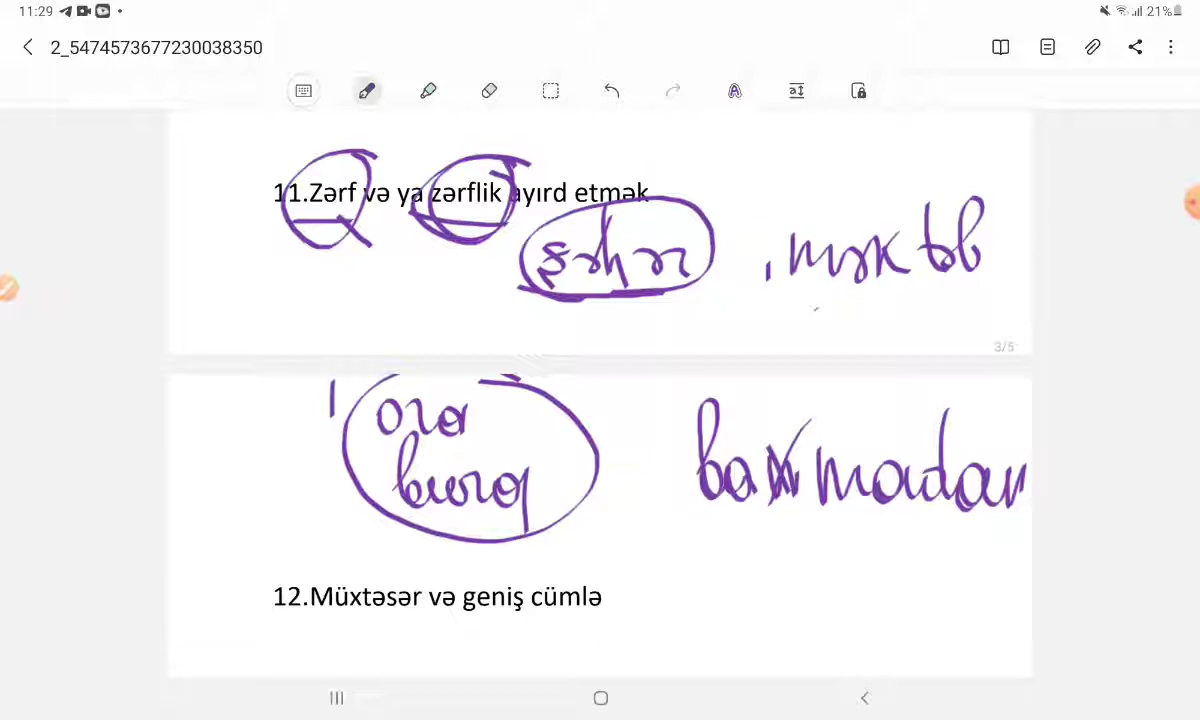 11:29
21%
2_5474573677230038350
11.Zərf və ya zərflik ayırd etmək
şəhər, məktəb
3/5
ora
bura
baxmadan
12.Müxtəsər və geniş cümlə